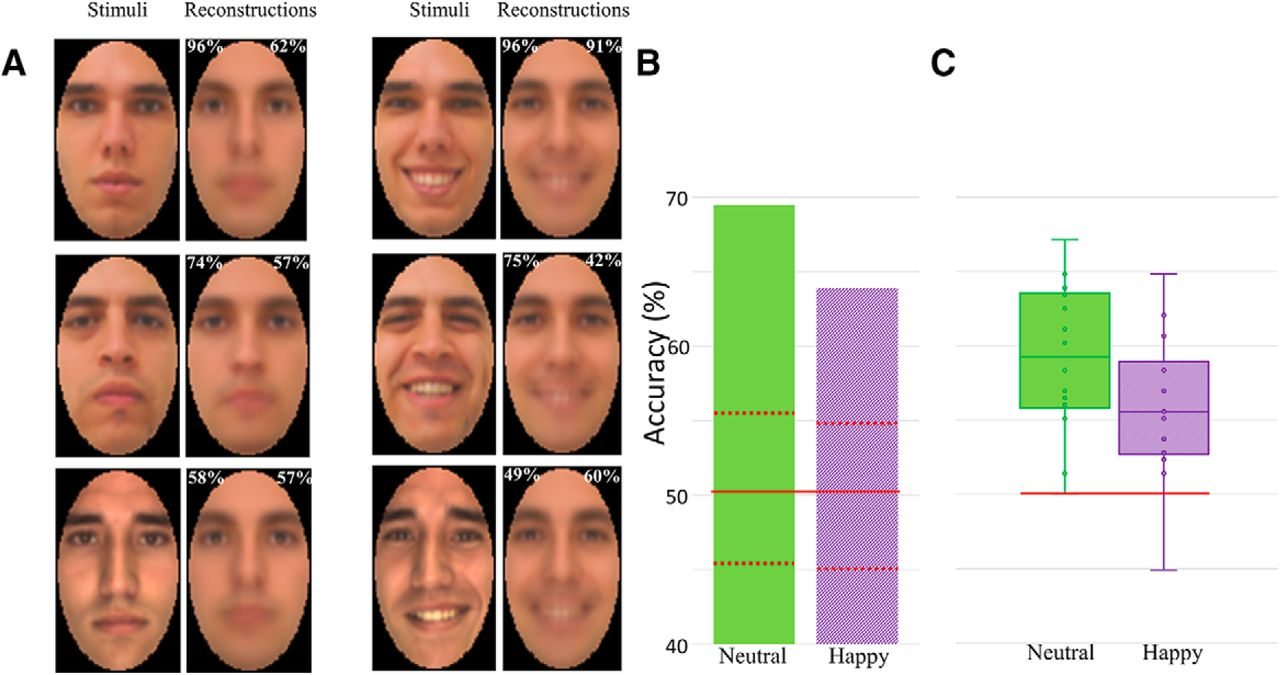 Stimuli Reconstructions Stimuli Reconstructions
A B C
96% 62% 96% 91%
74% 57% 75% 42%
58% 57% 49% 60%
Accuracy (%)
70
60
50
40
Neutral Happy
Neutral Happy